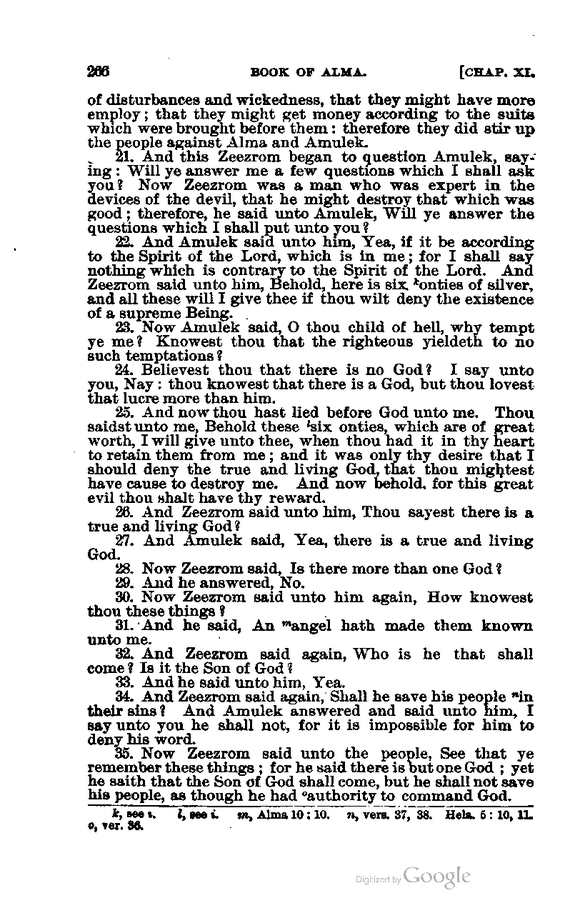 266 BOOK OF ALMA. [CHAP. XI.
of disturbances and wickedness, that they might have more
employ; that they might get money according to the suits
which were brought before them: therefore they did stir up
the people against Alma and Amulek.
21. And this Zeezrom began to question Amulek, say-
ing: Will ye answer me a few questions which I shall ask
you? Now Zeezrom was a man who was expert in the
devices of the devil, that he might destroy that which was
good; therefore, he said unto Amulek, Will ye answer the
questions which I shall put unto you?
22. And Amulek said unto him, Yea, if it be according
to the Spirit of the Lord, which is in me; for I shall say
nothing which is contrary to the Spirit of the Lord. And
Zeezrom said unto him, Behold, here is six ᵏonties of silver,
and all these will I give thee if thou wilt deny the existence
of a supreme Being.
23. Now Amulek said, O thou child of hell, why tempt
ye me? Knowest thou that the righteous yieldeth to no
such temptations?
24. Believest thou that there is no God? I say unto
you, Nay: thou knowest that there is a God, but thou lovest
that lucre more than him.
25. And now thou hast lied before God unto me. Thou
saidst unto me, Behold these ˡsix onties, which are of great
worth, I will give unto thee, when thou had it in thy heart
to retain them from me; and it was only thy desire that I
should deny the true and living God, that thou mightest
have cause to destroy me. And now behold, for this great
evil thou shalt have thy reward.
26. And Zeezrom said unto him, Thou sayest there is a
true and living God?
27. And Amulek said, Yea, there is a true and living
God.
28. Now Zeezrom said, Is there more than one God?
29. And he answered, No.
30. Now Zeezrom said unto him again, How knowest
thou these things?
31. And he said, An ᵐangel hath made them known
unto me.
32. And Zeezrom said again, Who is he that shall
come? Is it the Son of God?
33. And he said unto him, Yea.
34. And Zeezrom said again, Shall he save his people ⁿin
their sins? And Amulek answered and said unto him, I
say unto you he shall not, for it is impossible for him to
deny his word.
35. Now Zeezrom said unto the people, See that ye
remember these things; for he said there is but one God; yet
he saith that the Son of God shall come, but he shall not save
his people, as though he had ᵒauthority to command God.
k, see i. l, see i. m, Alma 10: 10. n, vers. 37, 38. Hela. 5: 10, 11.
o, ver. 36.
Digitized by Google